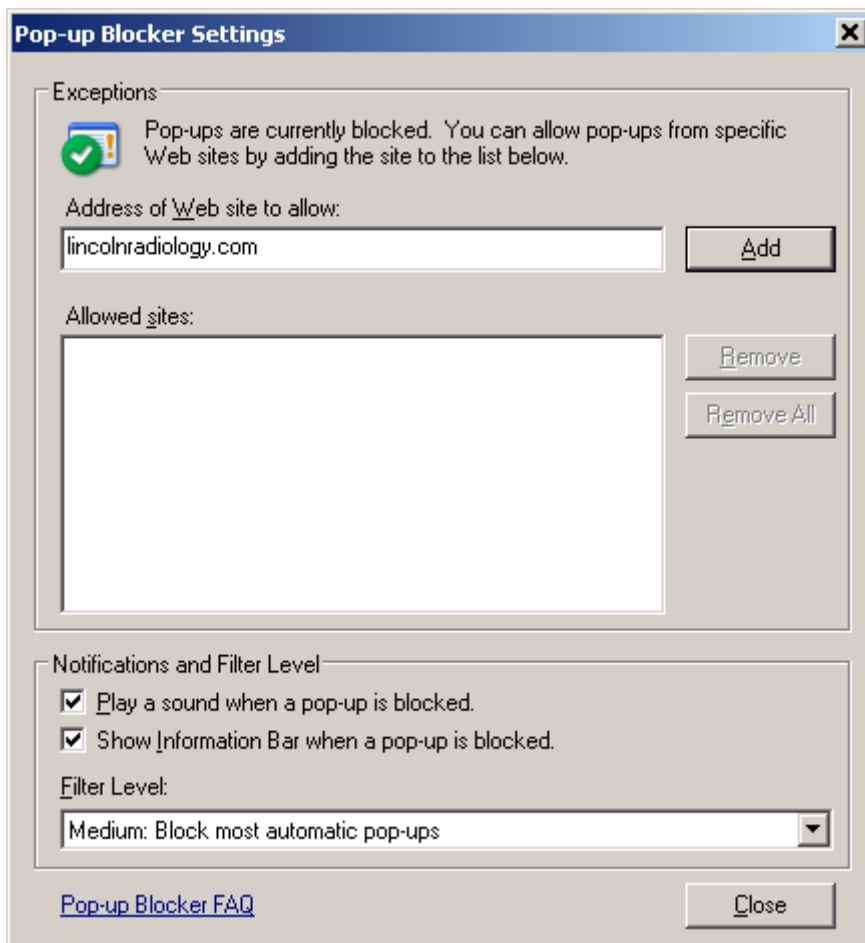 Pop-up Blocker Settings
Exceptions
Pop-ups are currently blocked. You can allow pop-ups from specific
Web sites by adding the site to the list below.
Address of Web site to allow:
lincolnradiology.com
Add
Allowed sites:
Remove
Remove All
Notifications and Filter Level
Play a sound when a pop-up is blocked.
Show Information Bar when a pop-up is blocked.
Filter Level:
Medium: Block most automatic pop-ups
Pop-up Blocker FAQ
Close